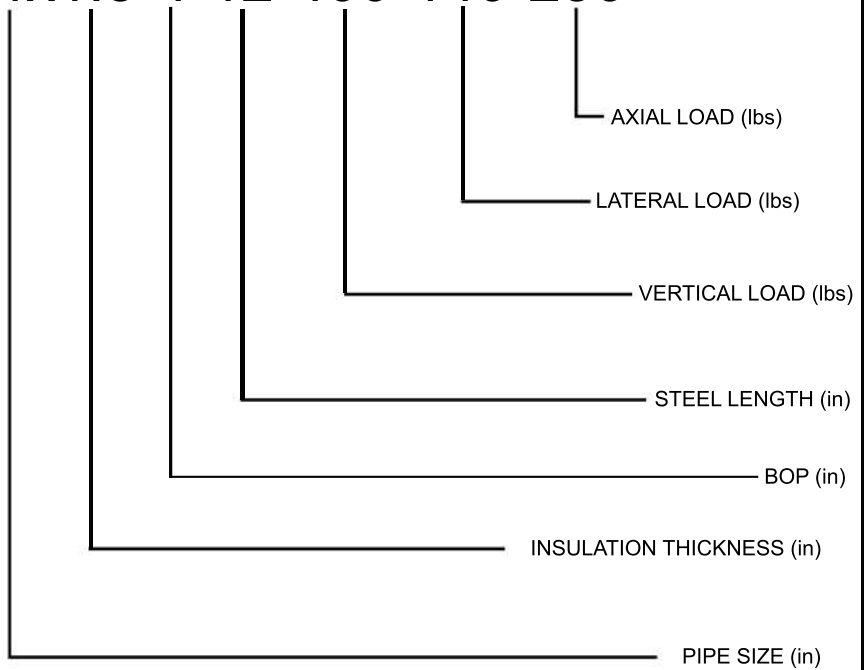 AXIAL LOAD (lbs)
LATERAL LOAD (lbs)
VERTICAL LOAD (lbs)
STEEL LENGTH (in)
BOP (in)
INSULATION THICKNESS (in)
PIPE SIZE (in)